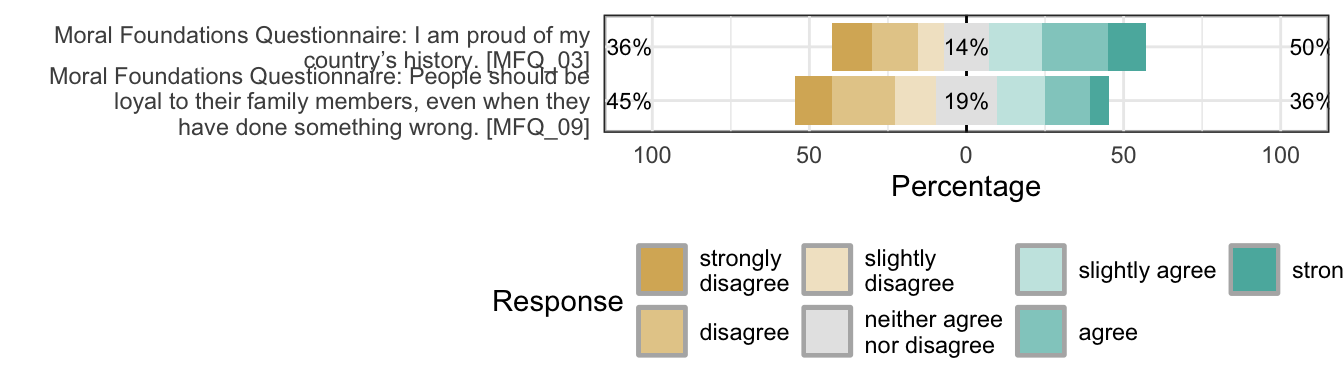 Moral Foundations Questionnaire: I am proud of my
country’s history. [MFQ_03]
36% 14% 50%
Moral Foundations Questionnaire: People should be
loyal to their family members, even when they
have done something wrong. [MFQ_09]
45% 19% 36%
100 50 0 50 100
Percentage
Response
strongly
disagree
slightly
disagree
slightly agree
stron
disagree
neither agree
nor disagree
agree